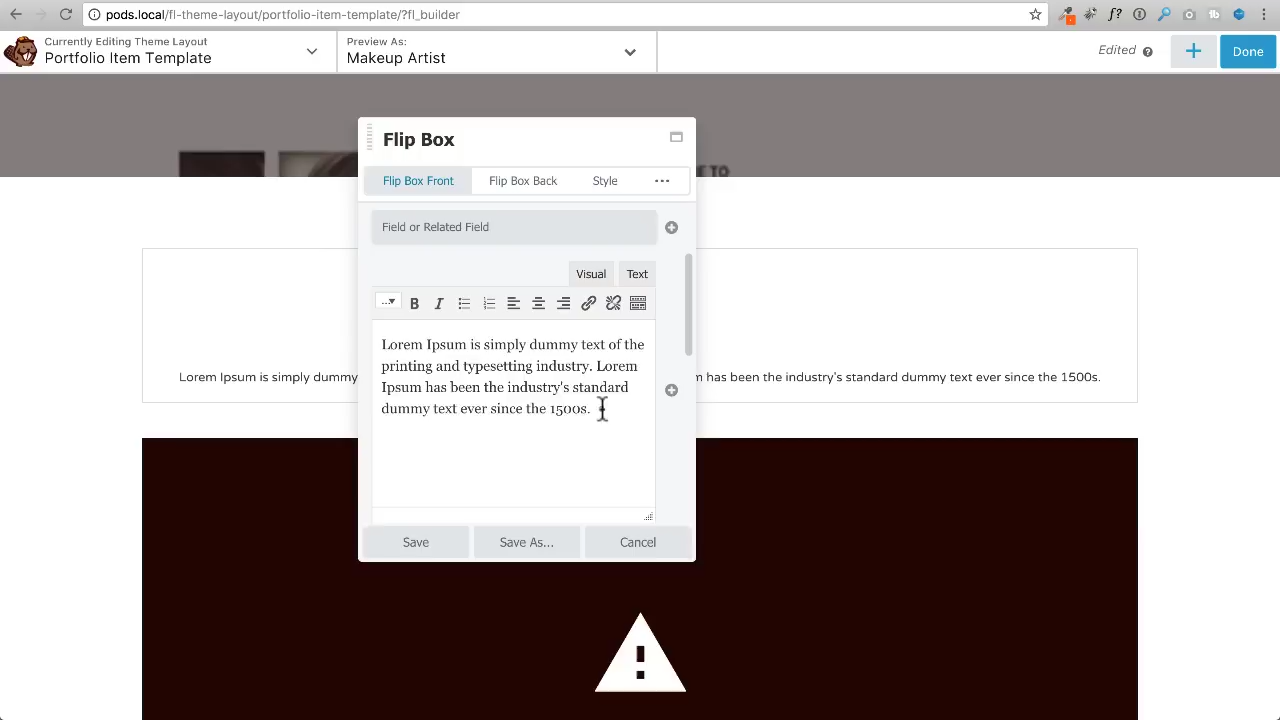 pods.local/fl-theme-layout/portfolio-item-template/?fl_builder
Currently Editing Theme Layout
Portfolio Item Template
Preview As:
Makeup Artist
Edited
Done
Flip Box
Flip Box Front
Flip Box Back
Style
Field or Related Field
Visual
Text
B
I
Lorem Ipsum is simply dummy text of the
printing and typesetting industry. Lorem
Ipsum has been the industry's standard
dummy text ever since the 1500s.
Lorem Ipsum is simply dummy
has been the industry's standard dummy text ever since the 1500s.
Save
Save As...
Cancel